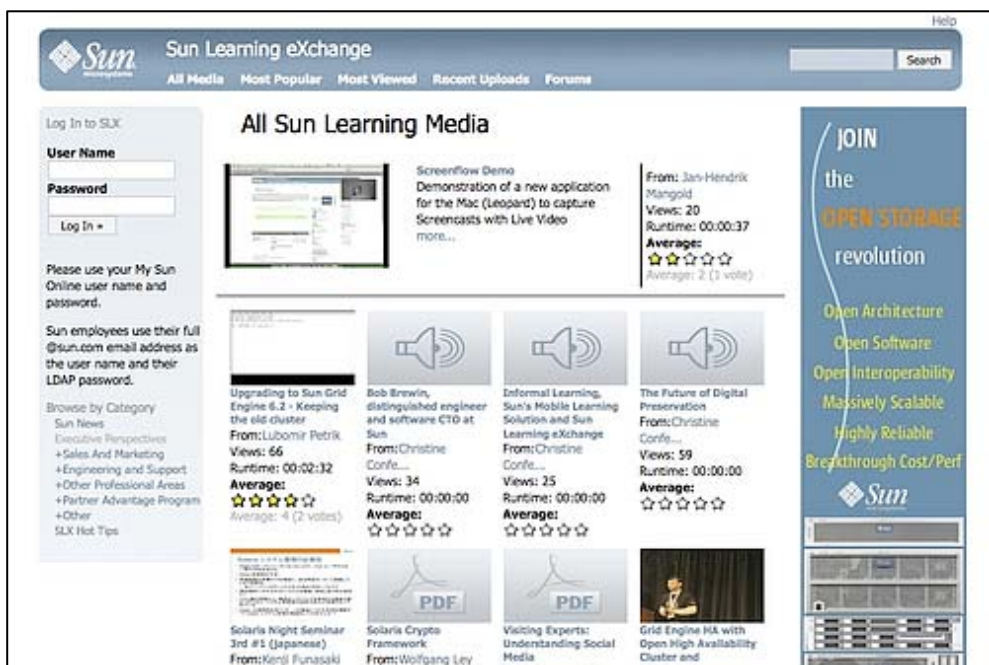 Help
Sun
microsystems
Sun Learning eXchange
All Media Most Popular Most Viewed Recent Uploads Forums
Search
Log In to SLX
User Name
Password
Log In »
Please use your My Sun
Online user name and
password.
Sun employees use their full
@sun.com email address as
the user name and their
LDAP password.
Browse by Category
Sun News
Executive Perspectives
+Sales And Marketing
+Engineering and Support
+Other Professional Areas
+Partner Advantage Program
+Other
SLX Hot Tips
All Sun Learning Media
Screenflow Demo
Demonstration of a new application
for the Mac (Leopard) to capture
Screencasts with Live Video
more...
From: Jan-Hendrik
Mangold
Views: 20
Runtime: 00:00:37
Average:
Average: 2 (1 vote)
Upgrading to Sun Grid
Engine 6.2 - Keeping
the old cluster
From:Lubomir Petrik
Views: 66
Runtime: 00:02:32
Average:
Average: 4 (2 votes)
Bob Brewin,
distinguished engineer
and software CTO at
Sun
From:Christine
Confe...
Views: 34
Runtime: 00:00:00
Average:
Informal Learning,
Sun's Mobile Learning
Solution and Sun
Learning eXchange
From:Christine
Confe...
Views: 25
Runtime: 00:00:00
Average:
The Future of Digital
Preservation
From:Christine
Confe...
Views: 59
Runtime: 00:00:00
Average:
Solaris Night Seminar
3rd #1 (Japanese)
From:Kenji Funasaki
PDF
Solaris Crypto
Framework
From:Wolfgang Ley
PDF
Visiting Experts:
Understanding Social
Media
Grid Engine HA with
Open High Availability
Cluster and
JOIN
the
OPEN STORAGE
revolution
Open Architecture
Open Software
Open Interoperability
Massively Scalable
Highly Reliable
Breakthrough Cost/Perf
Sun